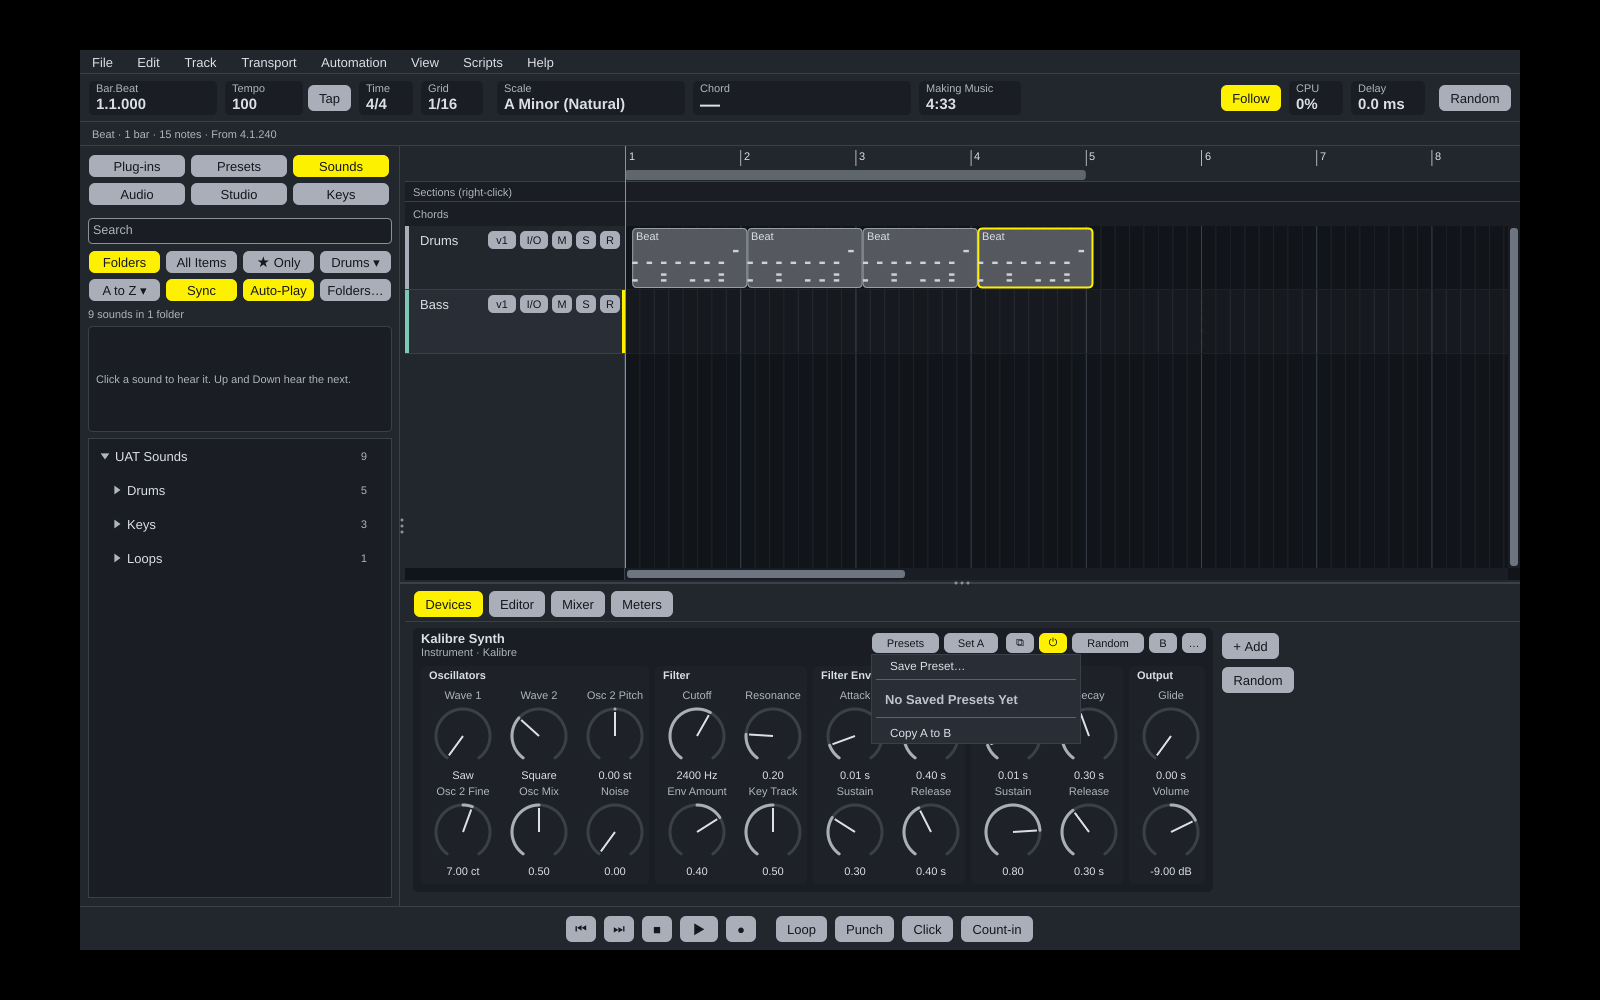 File Edit Track Transport Automation View Scripts Help
Bar.Beat Tempo Time Grid Scale Chord Making Music CPU Delay
1.1.000 100 Tap 4/4 1/16 A Minor (Natural) — 4:33 Follow 0% 0.0 ms Random
Beat · 1 bar · 15 notes · From 4.1.240
Plug-ins Presets Sounds
Audio Studio Keys
Search
Folders All Items ★ Only Drums ▾
A to Z ▾ Sync Auto-Play Folders…
9 sounds in 1 folder
Click a sound to hear it. Up and Down hear the next.
UAT Sounds 9
Drums 5
Keys 3
Loops 1
1 2 3 4 5 6 7 8
Sections (right-click)
Chords
Drums v1 I/O M S R
Beat Beat Beat Beat
Bass v1 I/O M S R
Devices Editor Mixer Meters
Kalibre Synth
Instrument · Kalibre
Presets Set A Random B …
+ Add
Random
Save Preset…
No Saved Presets Yet
Copy A to B
Oscillators Filter Filter Env Output
Wave 1 Wave 2 Osc 2 Pitch Cutoff Resonance Attack ecay Glide
Saw Square 0.00 st 2400 Hz 0.20 0.01 s 0.40 s 0.01 s 0.30 s 0.00 s
Osc 2 Fine Osc Mix Noise Env Amount Key Track Sustain Release Sustain Release Volume
7.00 ct 0.50 0.00 0.40 0.50 0.30 0.40 s 0.80 0.30 s -9.00 dB
Loop Punch Click Count-in